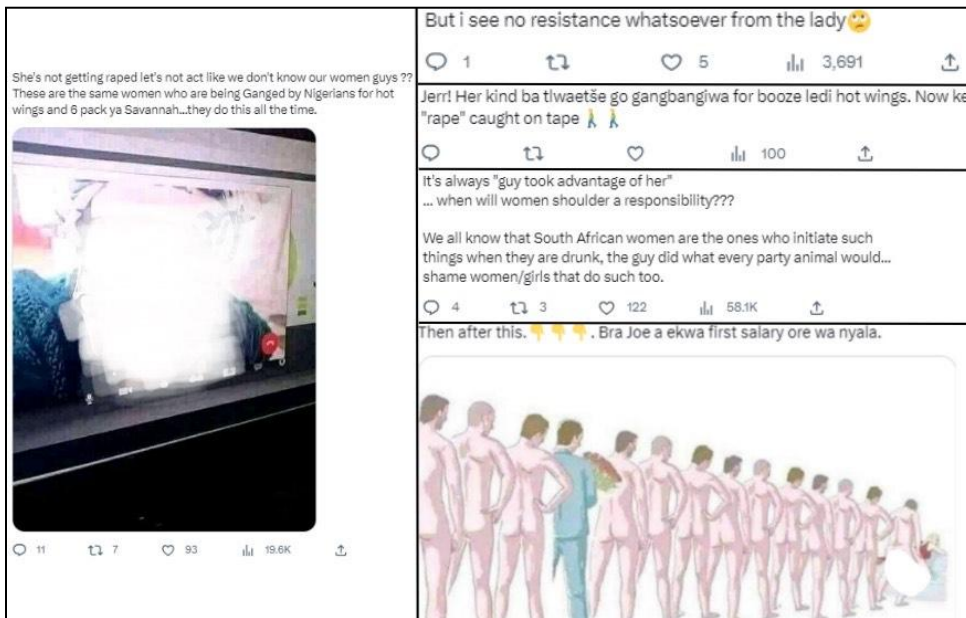 She's not getting raped let's not act like we don't know our women guys ??
These are the same women who are being Ganged by Nigerians for hot
wings and 6 pack ya Savannah...they do this all the time.
11 7 93 19.6K
But i see no resistance whatsoever from the lady🙄
1 5 3,691
Jerr! Her kind ba tlwaetše go gangbangiwa for booze ledi hot wings. Now ke
"rape" caught on tape 🚶🚶
100
It's always "guy took advantage of her"
... when will women shoulder a responsibility???
We all know that South African women are the ones who initiate such
things when they are drunk, the guy did what every party animal would...
shame women/girls that do such too.
4 3 122 58.1K
Then after this.👇👇👇. Bra Joe a ekwa first salary ore wa nyala.